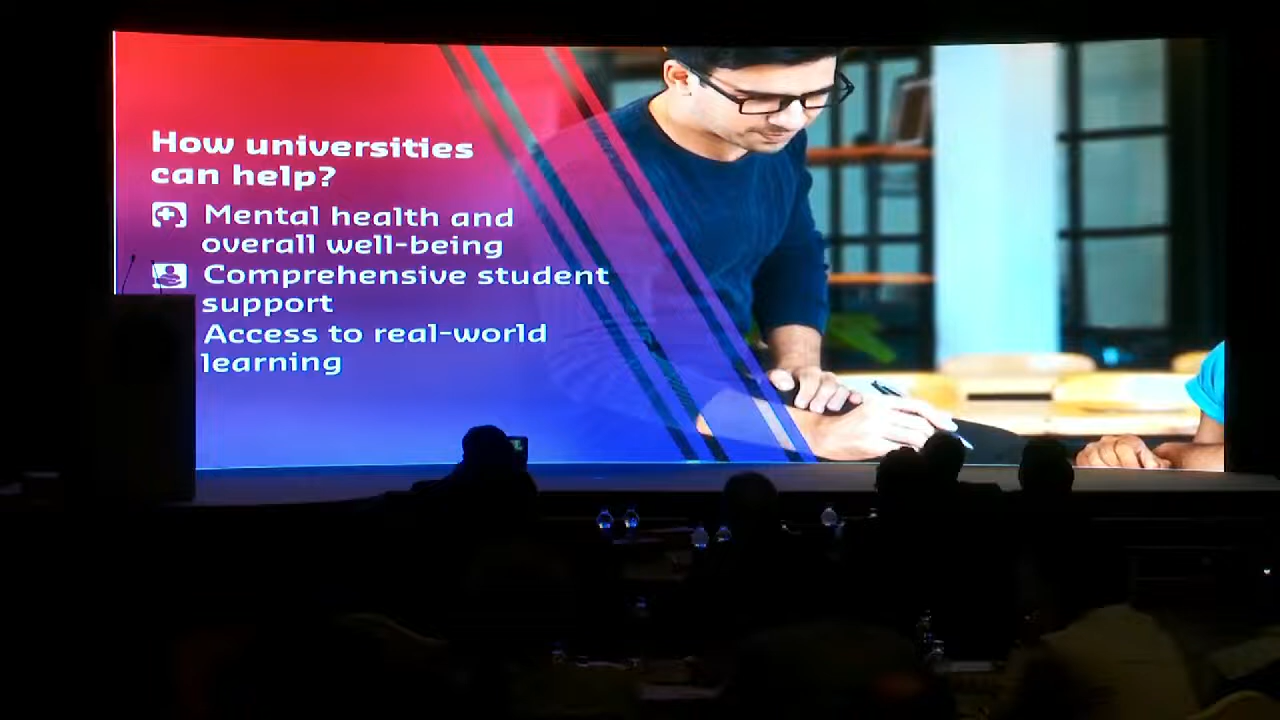 How universities
can help?
Mental health and
overall well-being
Comprehensive student
support
Access to real-world
learning